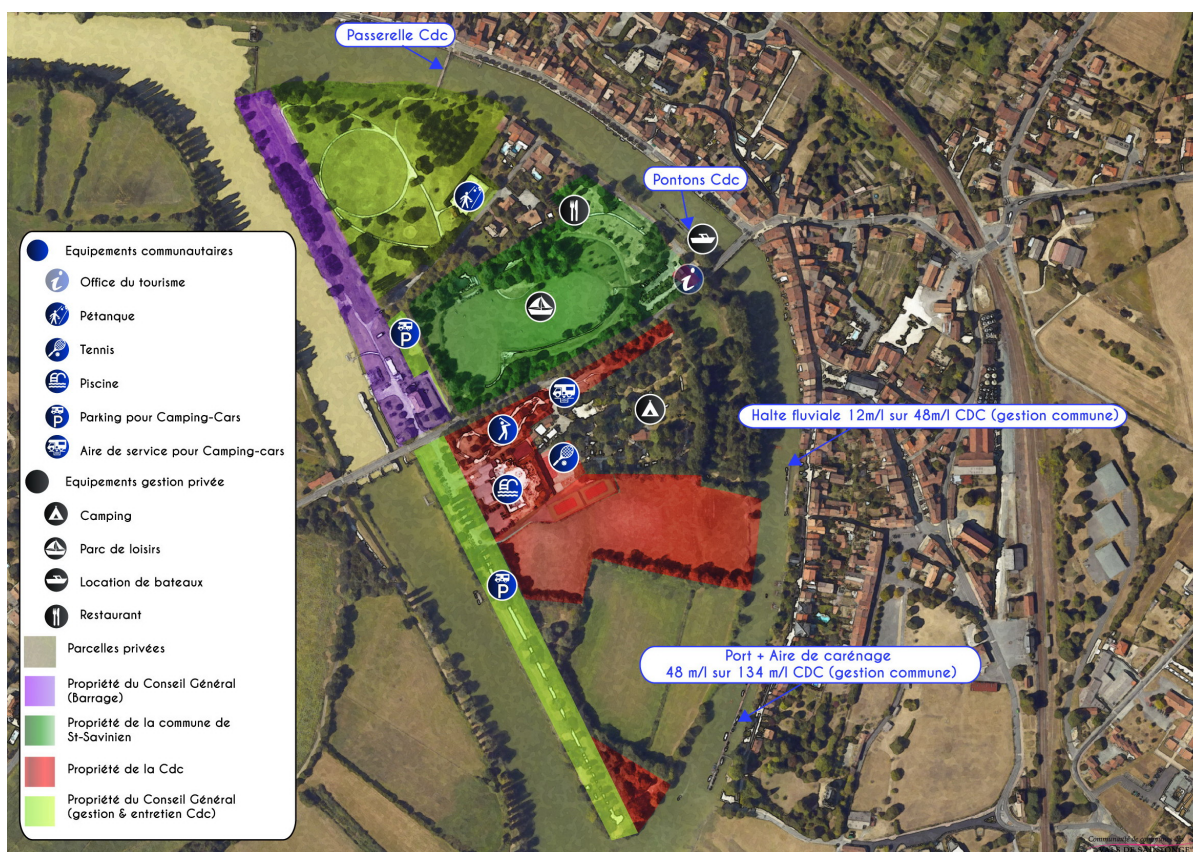 Passerelle Cdc
Pontons Cdc
Halte fluviale 12m/l sur 48m/l CDC (gestion commune)
Port + Aire de carénage
48 m/l sur 134 m/l CDC (gestion commune)
Equipements communautaires
Office du tourisme
Pétanque
Tennis
Piscine
P
Parking pour Camping-Cars
Aire de service pour Camping-cars
Equipements gestion privée
Camping
Parc de loisirs
Location de bateaux
Restaurant
Parcelles privées
Propriété du Conseil Général
(Barrage)
Propriété de la commune de
St-Savinien
Propriété de la Cdc
Propriété du Conseil Général
(gestion & entretien Cdc)
i
P
P
i
Communauté de communes